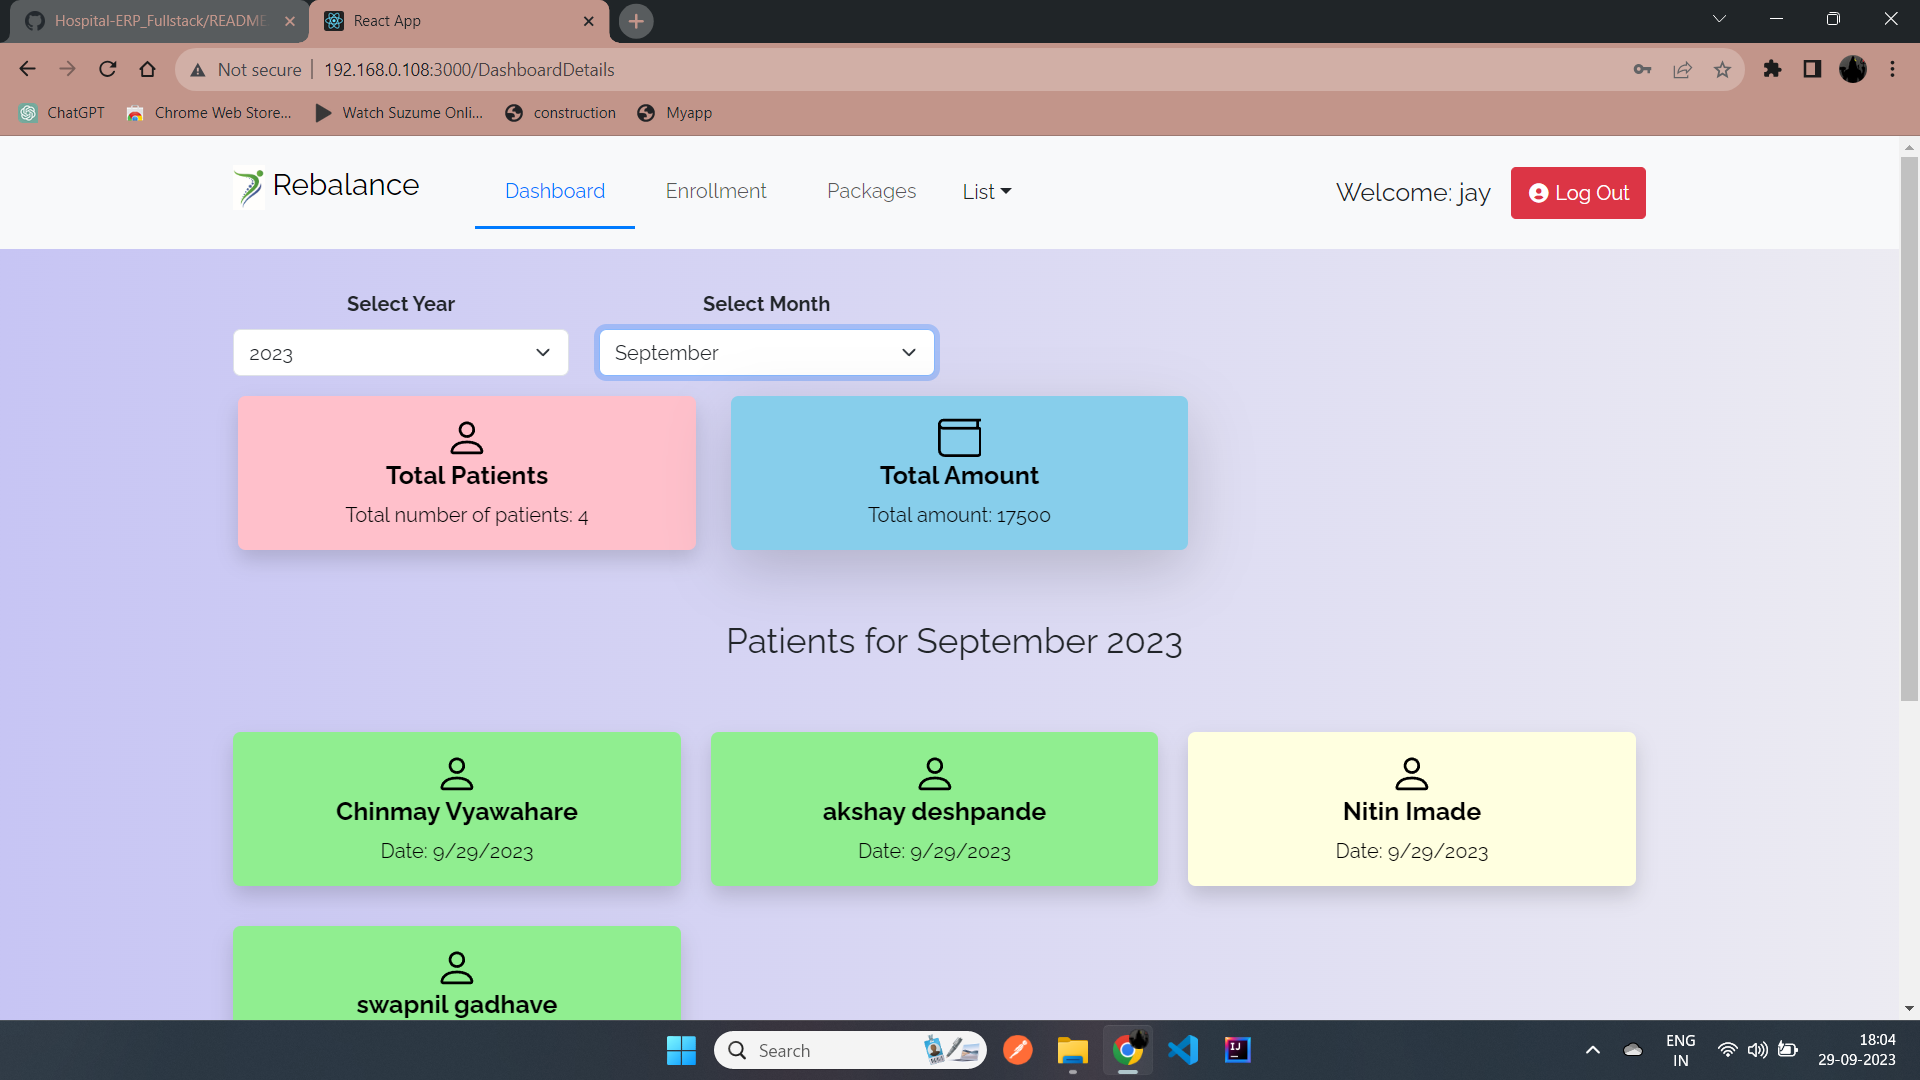 Hospital-ERP_Fullstack/README
React App
Not secure
192.168.0.108:3000/DashboardDetails
ChatGPT
Chrome Web Store...
Watch Suzume Onli...
construction
Myapp
Rebalance
Dashboard
Enrollment
Packages
List
Welcome: jay
Log Out
Select Year
Select Month
2023
September
Total Patients
Total number of patients: 4
Total Amount
Total amount: 17500
Patients for September 2023
Chinmay Vyawahare
Date: 9/29/2023
akshay deshpande
Date: 9/29/2023
Nitin Imade
Date: 9/29/2023
swapnil gadhave
Search
IJ
ENG
IN
18:04
29-09-2023